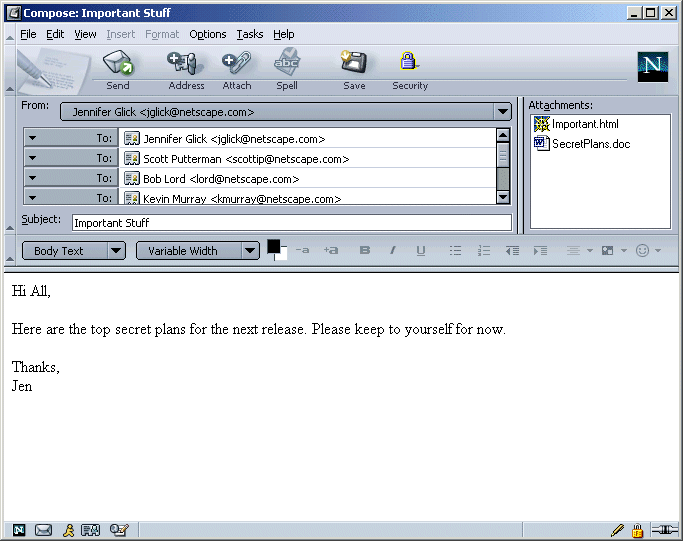 Compose: Important Stuff
File Edit View Insert Format Options Tasks Help
Send Address Attach Spell Save Security
N
From: Jennifer Glick <jglick@netscape.com>
To: Jennifer Glick <jglick@netscape.com>
To: Scott Putterman <scottip@netscape.com>
To: Bob Lord <lord@netscape.com>
To: Kevin Murray <kmurray@netscape.com>
Subject: Important Stuff
Attachments:
Important.html
SecretPlans.doc
Body Text Variable Width -a +a B I U
Hi All,
Here are the top secret plans for the next release. Please keep to yourself for now.
Thanks,
Jen